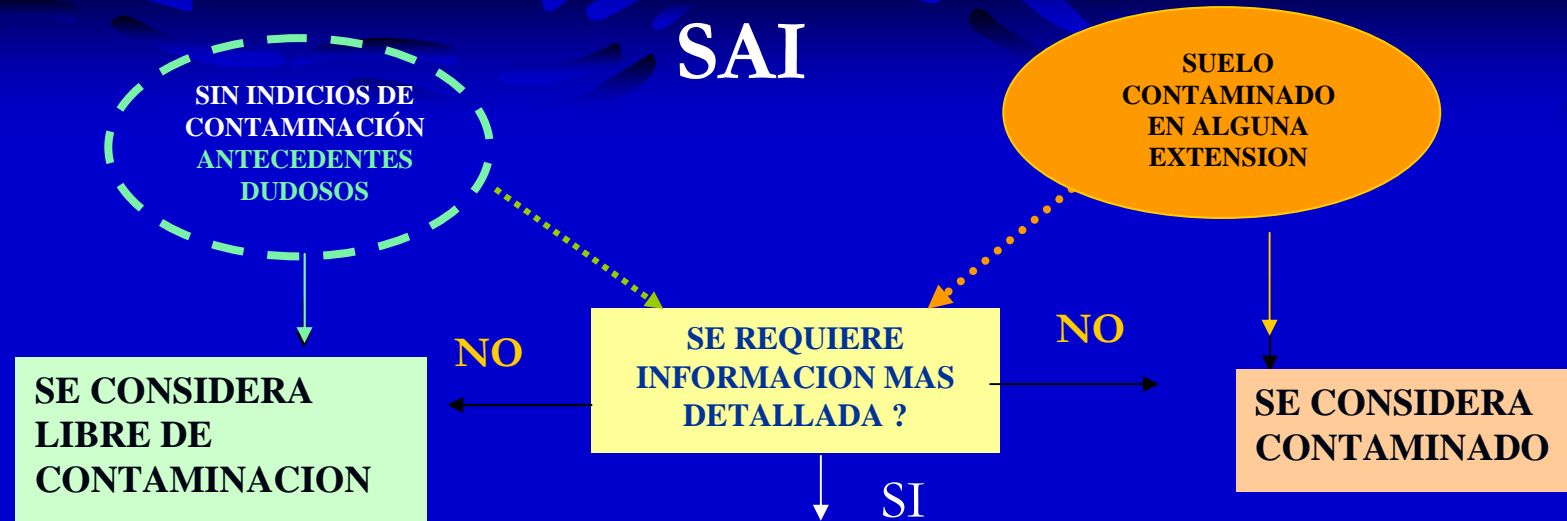 SAI
SIN INDICIOS DE
CONTAMINACIÓN
ANTECEDENTES
DUDOSOS
SUELO
CONTAMINADO
EN ALGUNA
EXTENSION
NO
SE REQUIERE
INFORMACION MAS
DETALLADA ?
NO
SE CONSIDERA
LIBRE DE
CONTAMINACION
SE CONSIDERA
CONTAMINADO
SI